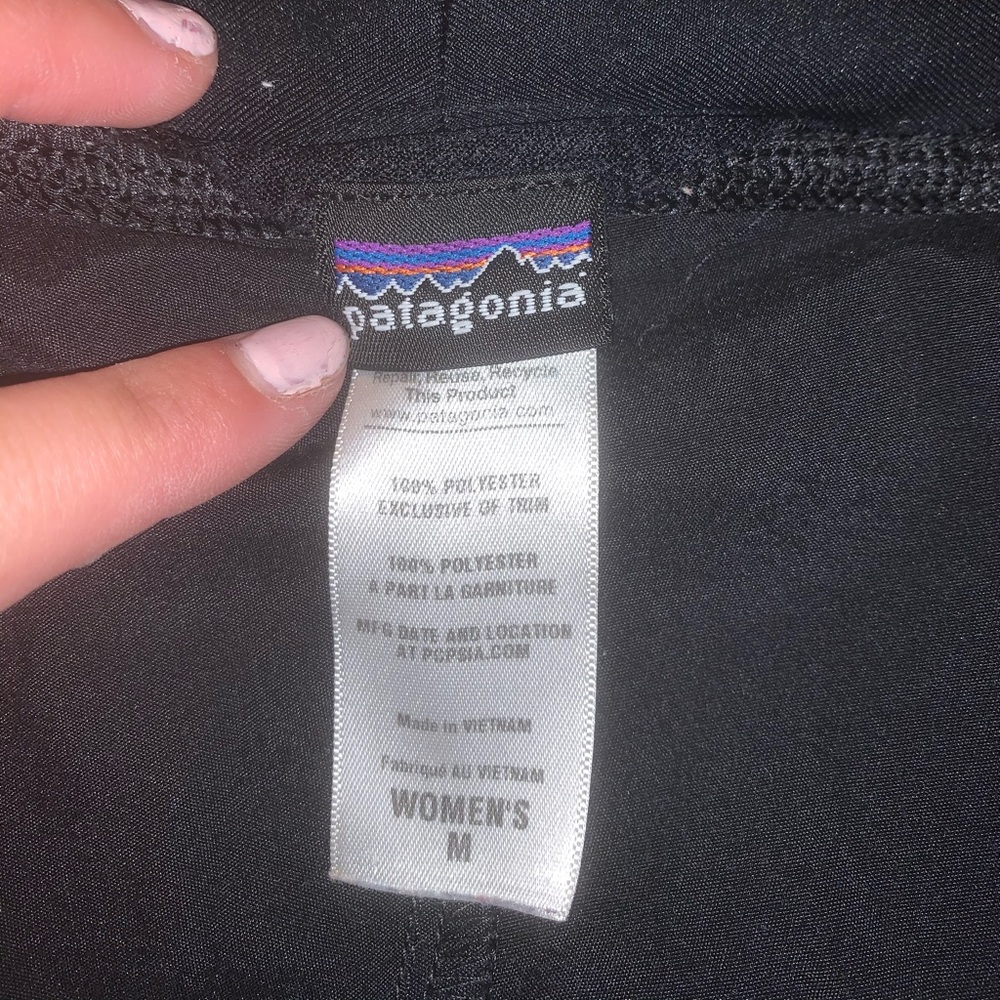 patagonia
Repair, Reuse, Recycle
This Product
www.patagonia.com
100% POLYESTER
EXCLUSIVE OF TRIM
100% POLYESTER
A PART LA GARNITURE
MFG DATE AND LOCATION
AT PCPSIA.COM
Made in VIETNAM
Fabriqué AU VIETNAM
WOMEN'S
M